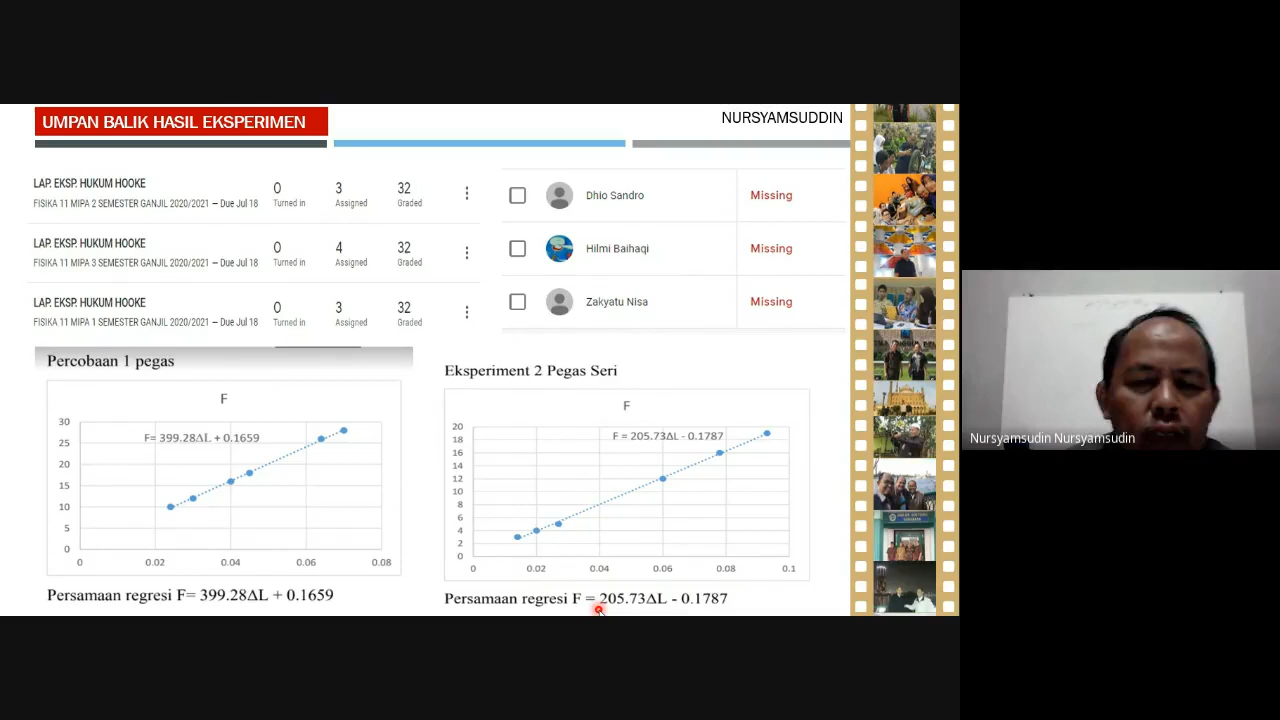 UMPAN BALIK HASIL EKSPERIMEN
NURSYAMSUDDIN
LAP. EKSP. HUKUM HOOKE
FISIKA 11 MIPA 2 SEMESTER GANJIL 2020/2021 – Due Jul 18
0 3 32
Turned in Assigned Graded
LAP. EKSP. HUKUM HOOKE
FISIKA 11 MIPA 3 SEMESTER GANJIL 2020/2021 – Due Jul 18
0 4 32
Turned in Assigned Graded
LAP. EKSP. HUKUM HOOKE
FISIKA 11 MIPA 1 SEMESTER GANJIL 2020/2021 – Due Jul 18
0 3 32
Turned in Assigned Graded
Dhio Sandro Missing
Hilmi Baihaqi Missing
Zakyatu Nisa Missing
Percobaan 1 pegas
F
F= 399.28ΔL + 0.1659
30
25
20
15
10
5
0
0 0.02 0.04 0.06 0.08
Persamaan regresi F= 399.28ΔL + 0.1659
Eksperiment 2 Pegas Seri
F
F = 205.73ΔL - 0.1787
20
18
16
14
12
10
8
6
4
2
0
0 0.02 0.04 0.06 0.08 0.1
Persamaan regresi F = 205.73ΔL - 0.1787
Nursyamsudin Nursyamsudin